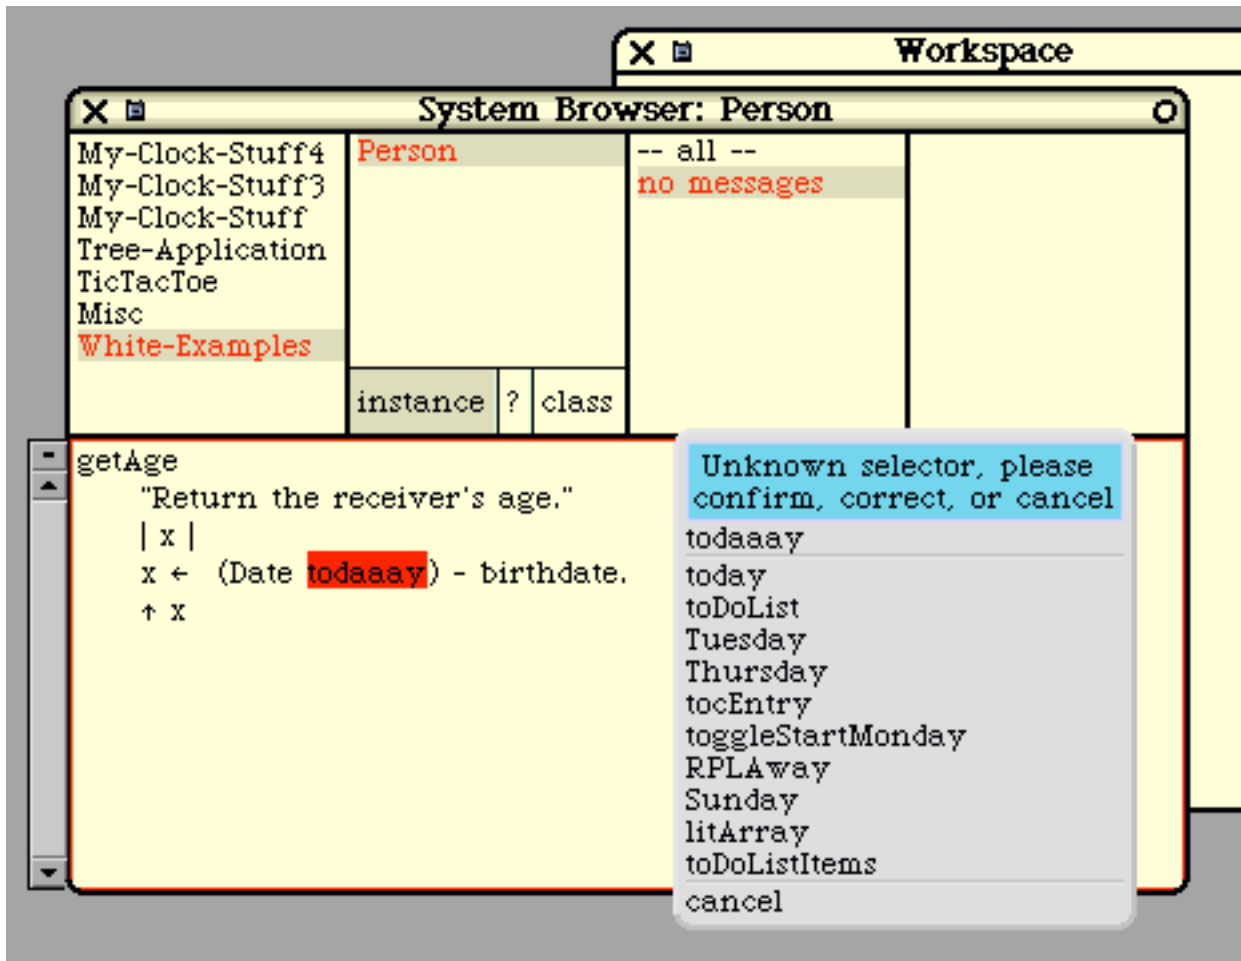 Workspace
System Browser: Person
My-Clock-Stuff4
My-Clock-Stuff3
My-Clock-Stuff
Tree-Application
TicTacToe
Misc
White-Examples
Person
instance ? class
-- all --
no messages
getAge
"Return the receiver's age."
| x |
x ← (Date todaaay) - birthdate.
↑ x
Unknown selector, please
confirm, correct, or cancel
todaaay
today
toDoList
Tuesday
Thursday
tocEntry
toggleStartMonday
RPLAway
Sunday
litArray
toDoListItems
cancel